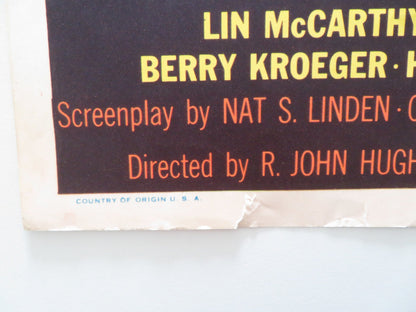 LIN McCARTHY
BERRY KROEGER · H
Screenplay by NAT S. LINDEN ·
Directed by R. JOHN HUGH
COUNTRY OF ORIGIN U. S. A.